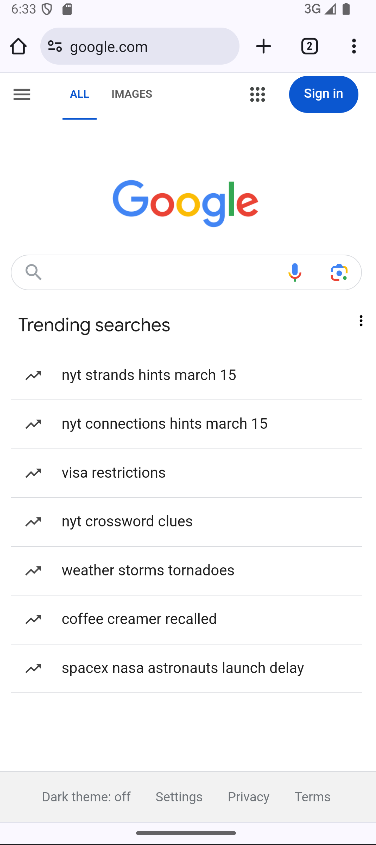 6:33 3G
google.com 2
ALL IMAGES Sign in
Google
Trending searches
nyt strands hints march 15
nyt connections hints march 15
visa restrictions
nyt crossword clues
weather storms tornadoes
coffee creamer recalled
spacex nasa astronauts launch delay
Dark theme: off Settings Privacy Terms